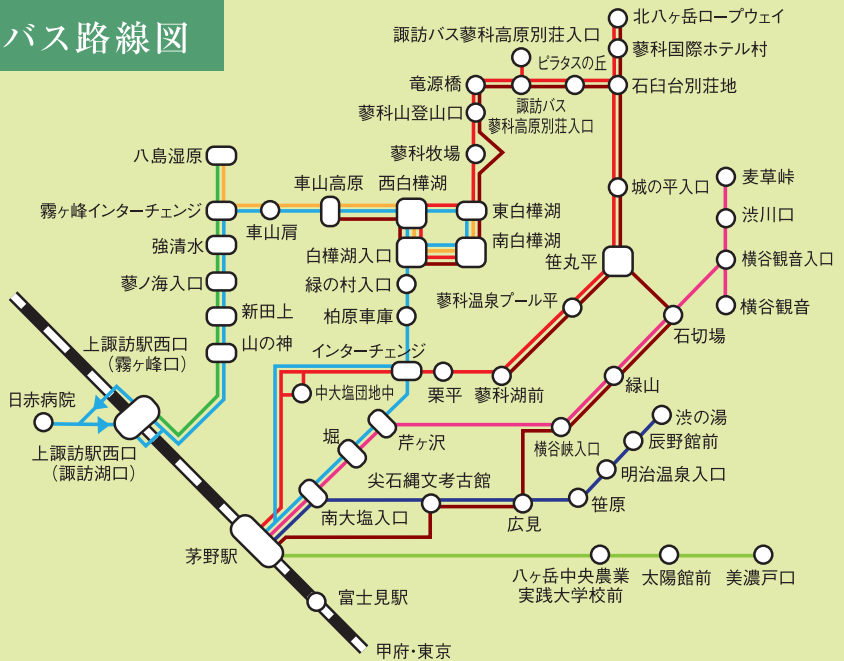 バス路線図
北八ヶ岳ロープウェイ
諏訪バス蓼科高原別荘入口
蓼科国際ホテル村
ピラタスの丘
竜源橋
石臼台別荘地
諏訪バス
蓼科高原別荘入口
蓼科山登山口
八島湿原
蓼科牧場
車山高原
西白樺湖
城の平入口
麦草峠
霧ヶ峰インターチェンジ
東白樺湖
渋川口
車山肩
強清水
南白樺湖
白樺湖入口
笹丸平
横谷観音入口
蓼ノ海入口
緑の村入口
蓼科温泉プール平
横谷観音
新田上
柏原車庫
山の神
石切場
上諏訪駅西口
（霧ヶ峰口）
インターチェンジ
中大塩団地中
栗平
蓼科湖前
緑山
日赤病院
渋の湯
堀
芹ヶ沢
横谷峡入口
辰野館前
上諏訪駅西口
（諏訪湖口）
尖石縄文考古館
明治温泉入口
笹原
南大塩入口
広見
茅野駅
八ヶ岳中央農業
実践大学校前
太陽館前
美濃戸口
富士見駅
甲府・東京